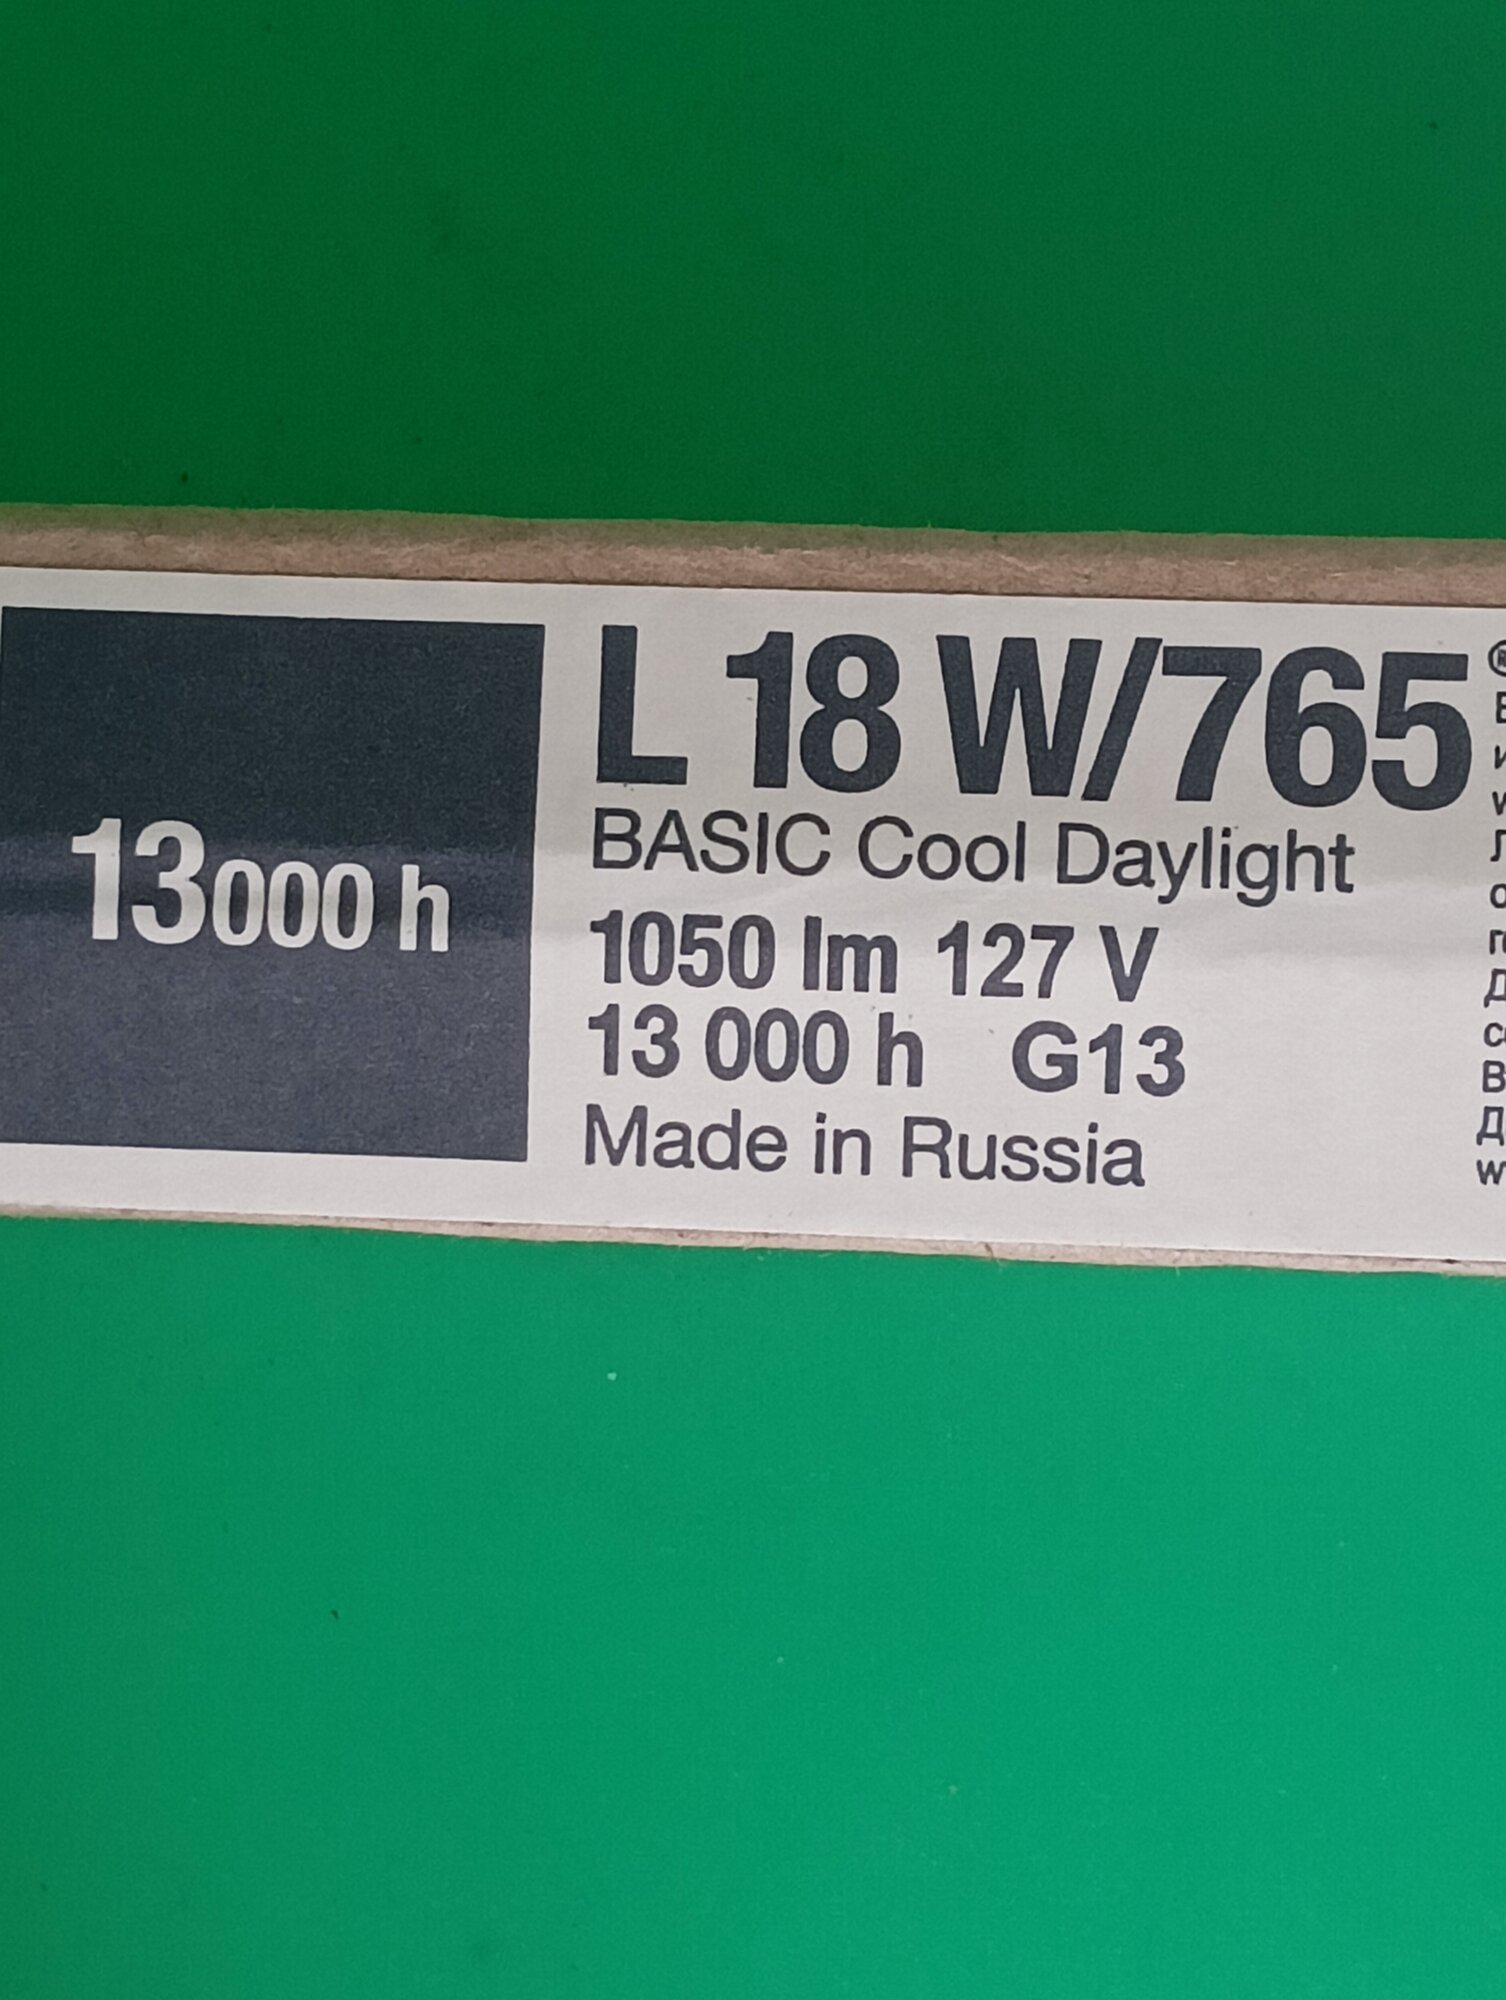 13000 h
L 18 W/765
BASIC Cool Daylight
1050 lm 127 V
13 000 h G13
Made in Russia